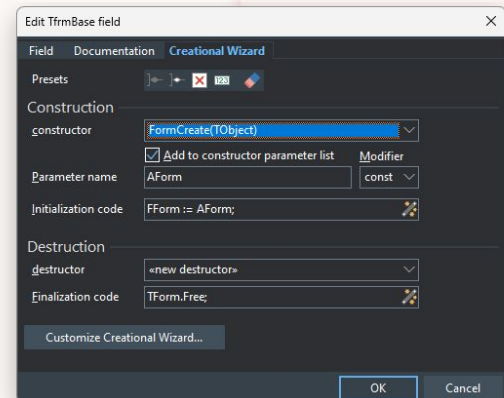 Edit TfrmBase field
Field Documentation Creational Wizard
Presets
123
Construction
constructor FormCreate(TObject)
Add to constructor parameter list Modifier
Parameter name AForm const
Initialization code FForm := AForm;
Destruction
destructor «new destructor»
Finalization code TForm.Free;
Customize Creational Wizard...
OK Cancel